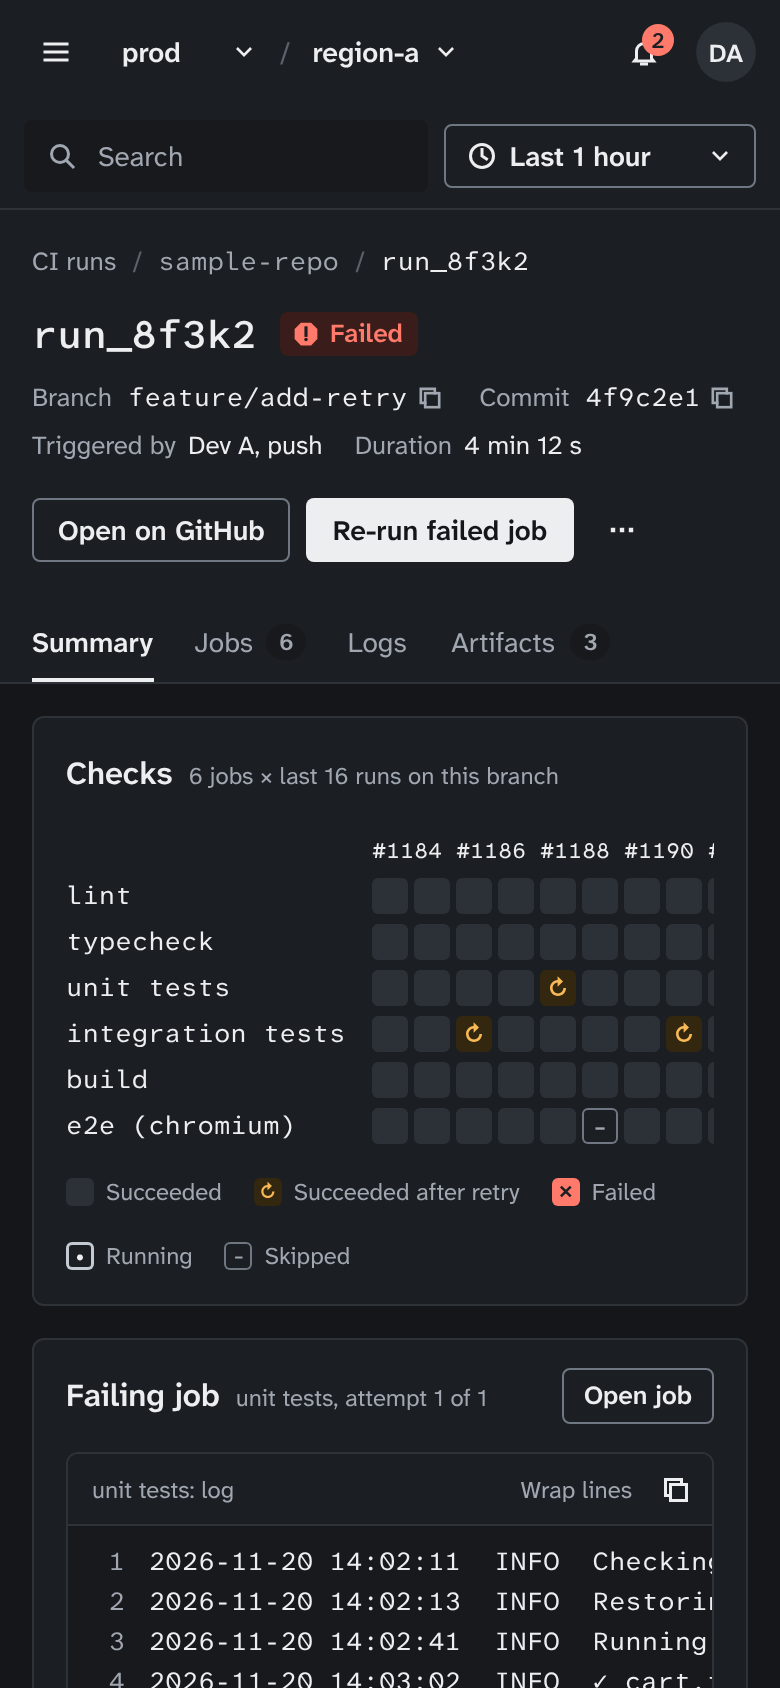 prod / region-a 2 DA
Search Last 1 hour
CI runs / sample-repo / run_8f3k2
run_8f3k2 Failed
Branch feature/add-retry Commit 4f9c2e1
Triggered by Dev A, push Duration 4 min 12 s
Open on GitHub Re-run failed job ...
Summary Jobs 6 Logs Artifacts 3
Checks 6 jobs × last 16 runs on this branch
#1184 #1186 #1188 #1190
lint
typecheck
unit tests
integration tests
build
e2e (chromium)
Succeeded Succeeded after retry Failed
Running Skipped
Failing job unit tests, attempt 1 of 1 Open job
unit tests: log Wrap lines
1 2026-11-20 14:02:11 INFO Checking
2 2026-11-20 14:02:13 INFO
3 2026-11-20 14:02:41 INFO Running
4 2026-11-20 14:03:02 INFO ✓ cart.